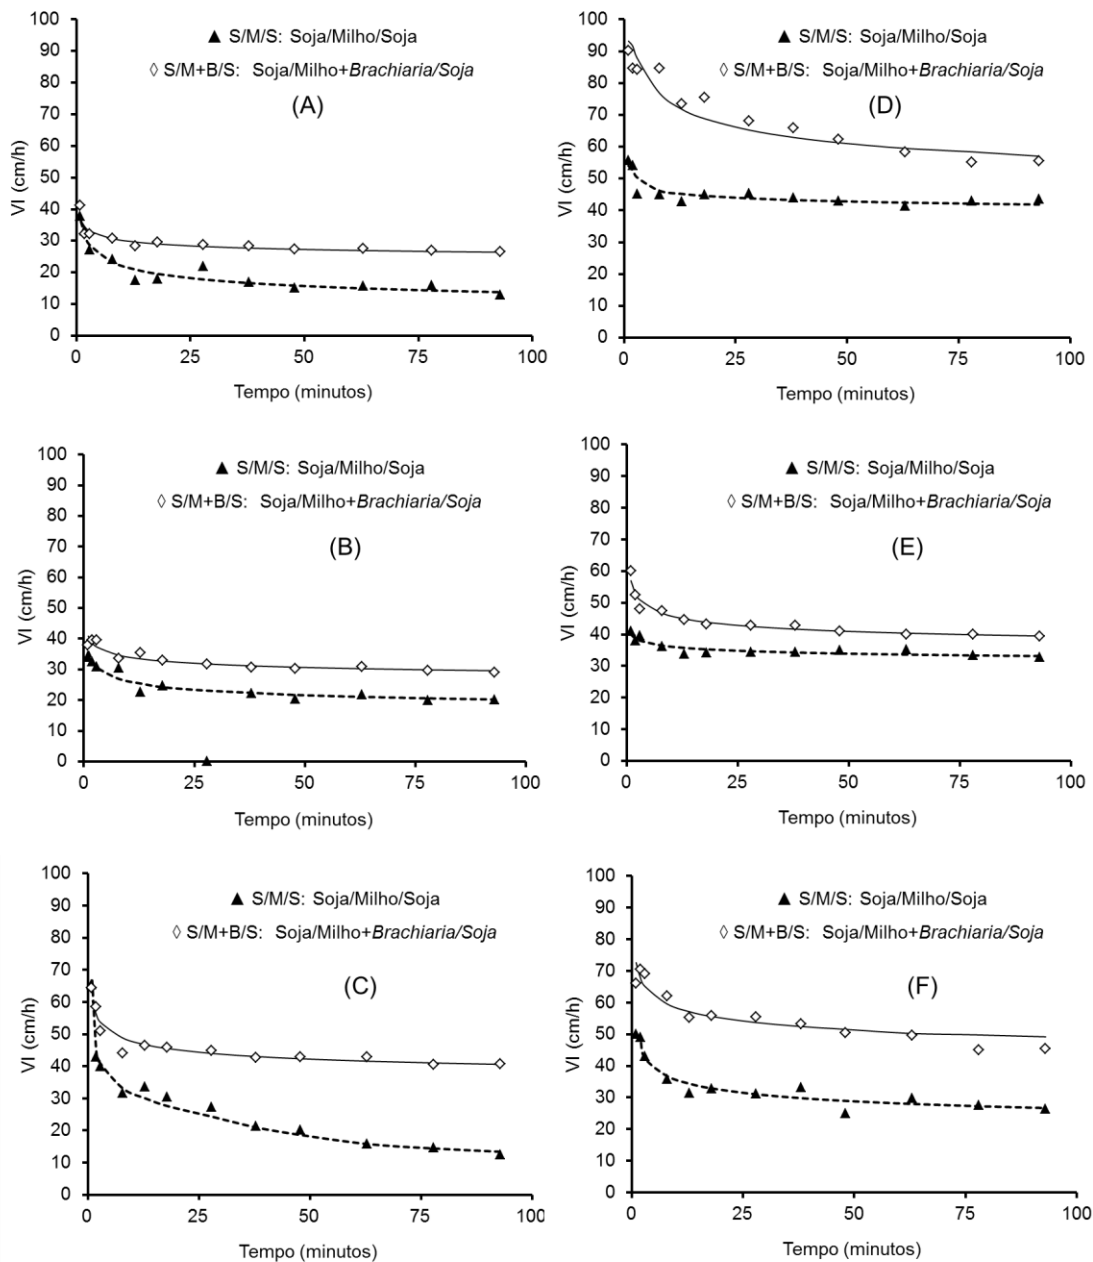 100
90
80
70
60
50
40
30
20
10
0
VI (cm/h)
▲ S/M/S: Soja/Milho/Soja
◇ S/M+B/S: Soja/Milho+Brachiaria/Soja
(A)
0 25 50 75 100
Tempo (minutos)
100
90
80
70
60
50
40
30
20
10
0
VI (cm/h)
▲ S/M/S: Soja/Milho/Soja
◇ S/M+B/S: Soja/Milho+Brachiaria/Soja
(D)
0 25 50 75 100
Tempo (minutos)
100
90
80
70
60
50
40
30
20
10
0
VI (cm/h)
▲ S/M/S: Soja/Milho/Soja
◇ S/M+B/S: Soja/Milho+Brachiaria/Soja
(B)
0 25 50 75 100
Tempo (minutos)
100
90
80
70
60
50
40
30
20
10
0
VI (cm/h)
▲ S/M/S: Soja/Milho/Soja
◇ S/M+B/S: Soja/Milho+Brachiaria/Soja
(E)
0 25 50 75 100
Tempo (minutos)
100
90
80
70
60
50
40
30
20
10
0
VI (cm/h)
▲ S/M/S: Soja/Milho/Soja
◇ S/M+B/S: Soja/Milho+Brachiaria/Soja
(C)
0 25 50 75 100
Tempo (minutos)
100
90
80
70
60
50
40
30
20
10
0
VI (cm/h)
▲ S/M/S: Soja/Milho/Soja
◇ S/M+B/S: Soja/Milho+Brachiaria/Soja
(F)
0 25 50 75 100
Tempo (minutos)